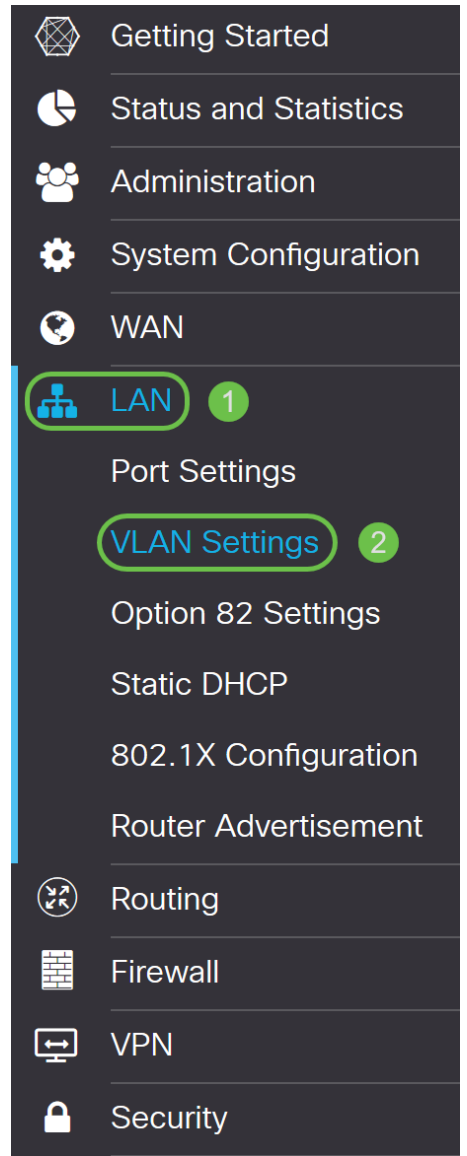 Getting Started
Status and Statistics
Administration
System Configuration
WAN
LAN 1
Port Settings
VLAN Settings 2
Option 82 Settings
Static DHCP
802.1X Configuration
Router Advertisement
Routing
Firewall
VPN
Security